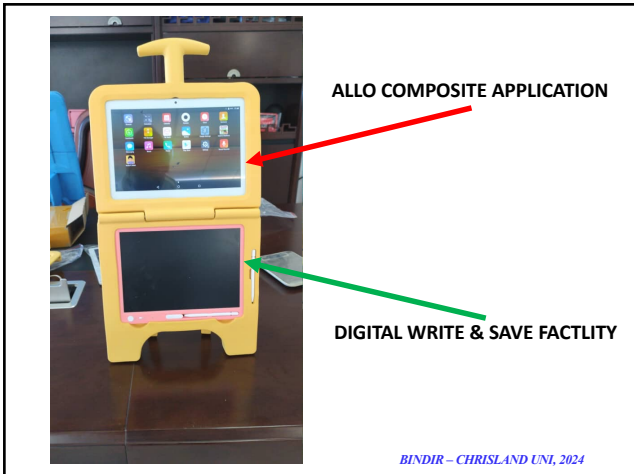 ALLO COMPOSITE APPLICATION
DIGITAL WRITE & SAVE FACTLITY
BINDIR – CHRISLAND UNI, 2024